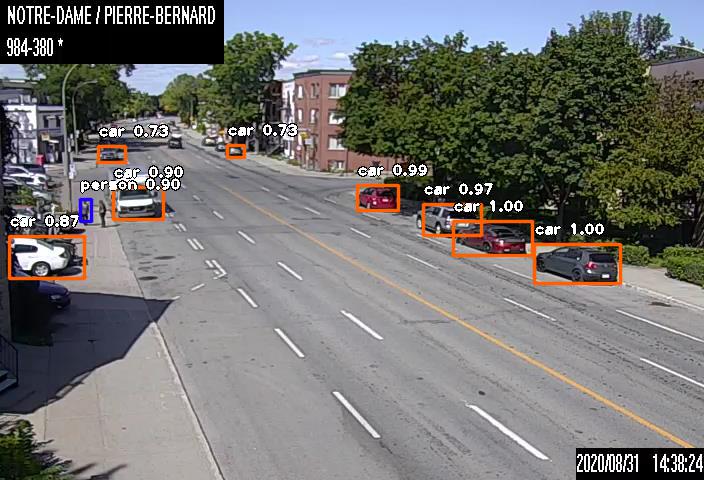 NOTRE-DAME / PIERRE-BERNARD
984-380 *
car 0.73
car 0.73
car 0.90
person 0.90
car 0.99
car 0.97
car 1.00
car 0.87
car 1.00
2020/08/31 14:38:24